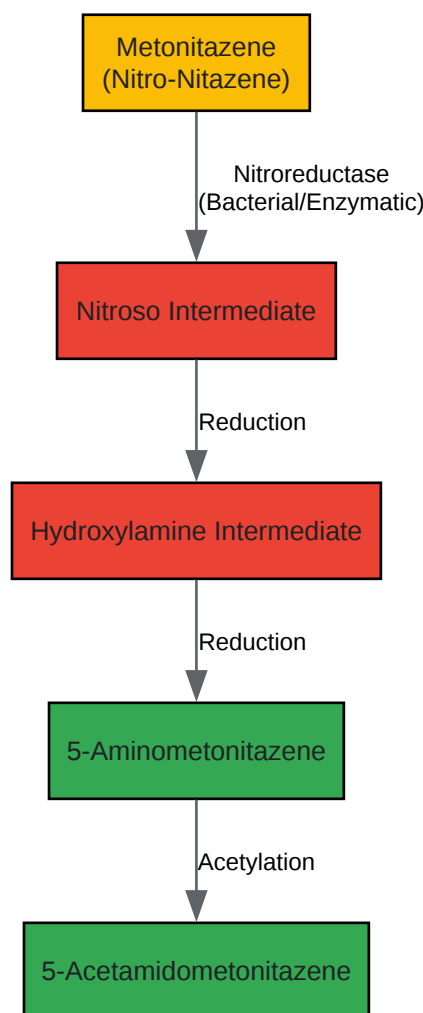 Metonitazene
(Nitro-Nitazene)
Nitroreductase
(Bacterial/Enzymatic)
Nitroso Intermediate
Reduction
Hydroxylamine Intermediate
Reduction
5-Aminometonitazene
Acetylation
5-Acetamidometonitazene